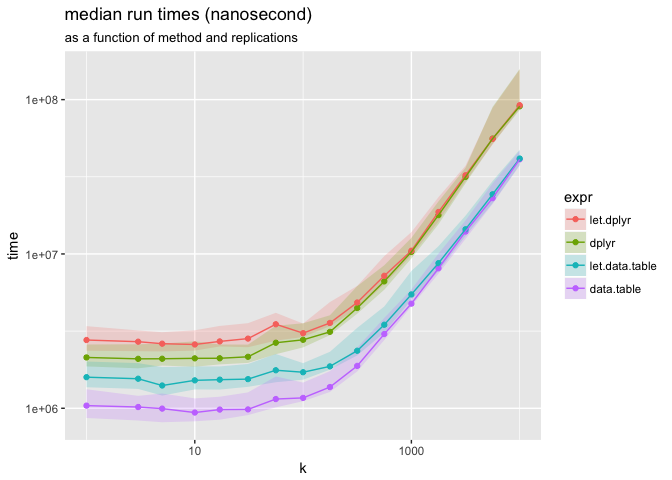 median run times (nanosecond)
as a function of method and replications
time
1e+08
1e+07
1e+06
10
1000
k
expr
let.dplyr
dplyr
let.data.table
data.table